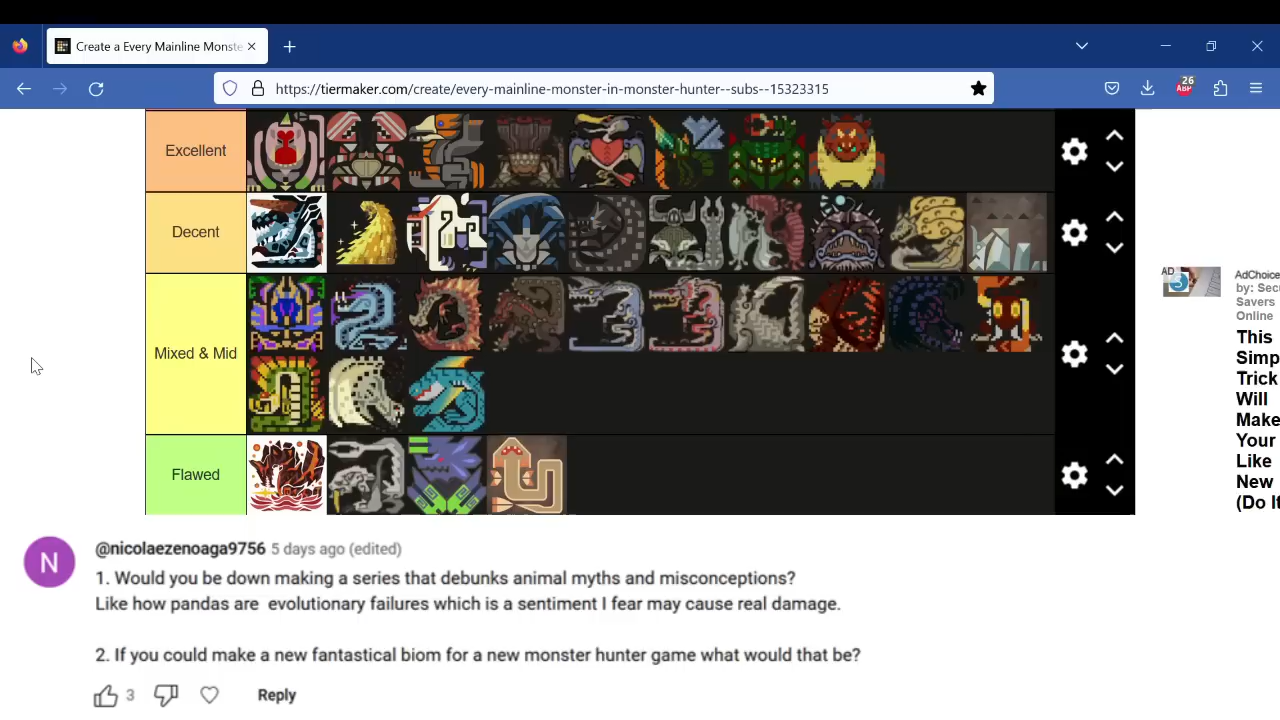 Create a Every Mainline Monste
https://tiermaker.com/create/every-mainline-monster-in-monster-hunter--subs--15323315
26
ABP
Excellent
Decent
Mixed & Mid
Flawed
AD
AdChoice
by: Secu
Savers
Online
This
Simp
Trick
Will
Make
Your
Like
New
(Do It
N
@nicolaezenoaga9756 5 days ago (edited)
1. Would you be down making a series that debunks animal myths and misconceptions?
Like how pandas are evolutionary failures which is a sentiment I fear may cause real damage.
2. If you could make a new fantastical biom for a new monster hunter game what would that be?
3
Reply